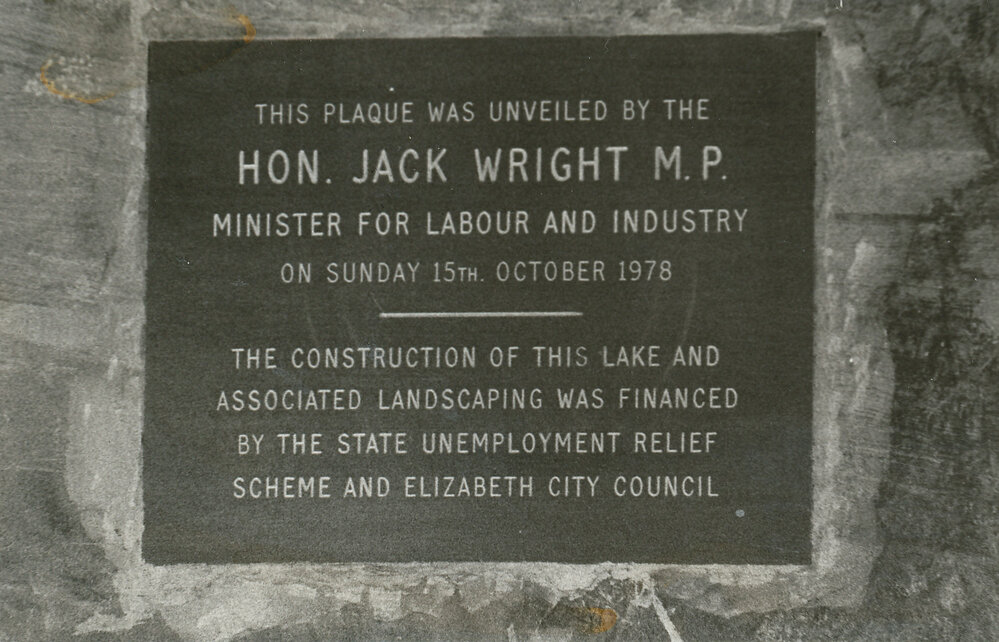 THIS PLAQUE WAS UNVEILED BY THE
HON. JACK WRIGHT M.P.
MINISTER FOR LABOUR AND INDUSTRY
ON SUNDAY 15TH. OCTOBER 1978
THE CONSTRUCTION OF THIS LAKE AND
ASSOCIATED LANDSCAPING WAS FINANCED
BY THE STATE UNEMPLOYMENT RELIEF
SCHEME AND ELIZABETH CITY COUNCIL